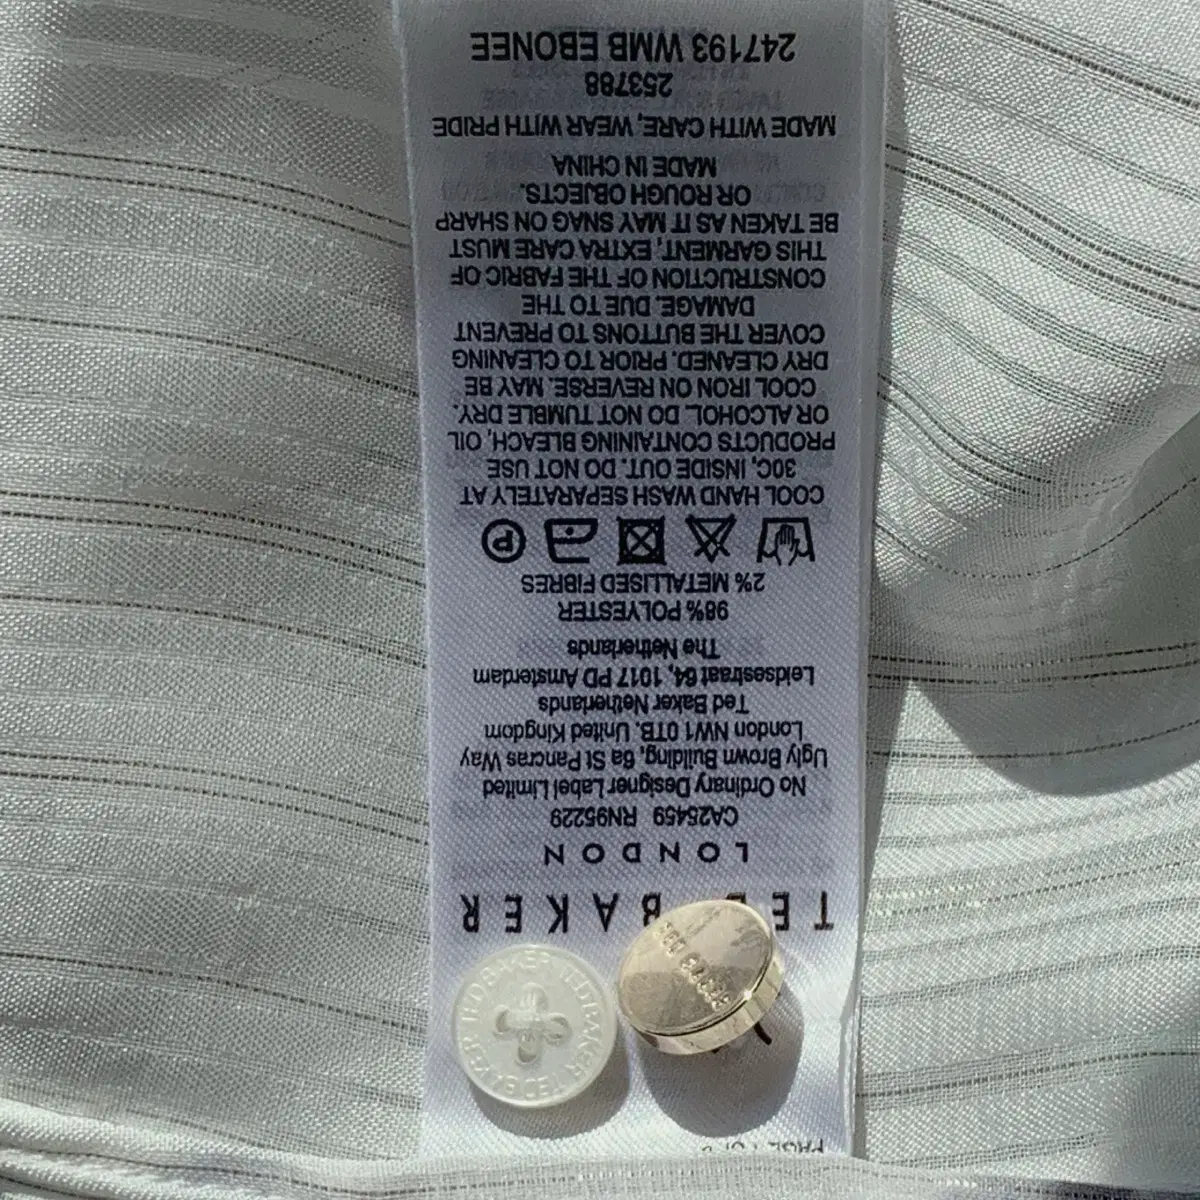 TED BAKER
LONDON
CA25459 RN95229
No Ordinary Designer Label Limited
Ugly Brown Building, 6a St Pancras Way
London NW1 0TB. United Kingdom
Ted Baker Netherlands
Leidsestraat 64, 1017 PD Amsterdam
The Netherlands
98% POLYESTER
2% METALLISED FIBRES
P
COOL HAND WASH SEPARATELY AT
30C, INSIDE OUT. DO NOT USE
PRODUCTS CONTAINING BLEACH, OIL
OR ALCOHOL. DO NOT TUMBLE DRY.
COOL IRON ON REVERSE. MAY BE
DRY CLEANED. PRIOR TO CLEANING
COVER THE BUTTONS TO PREVENT
DAMAGE. DUE TO THE
CONSTRUCTION OF THE FABRIC OF
THIS GARMENT, EXTRA CARE MUST
BE TAKEN AS IT MAY SNAG ON SHARP
OR ROUGH OBJECTS.
MADE IN CHINA
MADE WITH CARE, WEAR WITH PRIDE
253788
247193 WMB EBONEE
TED BAKER TED BAKER TED BAKER